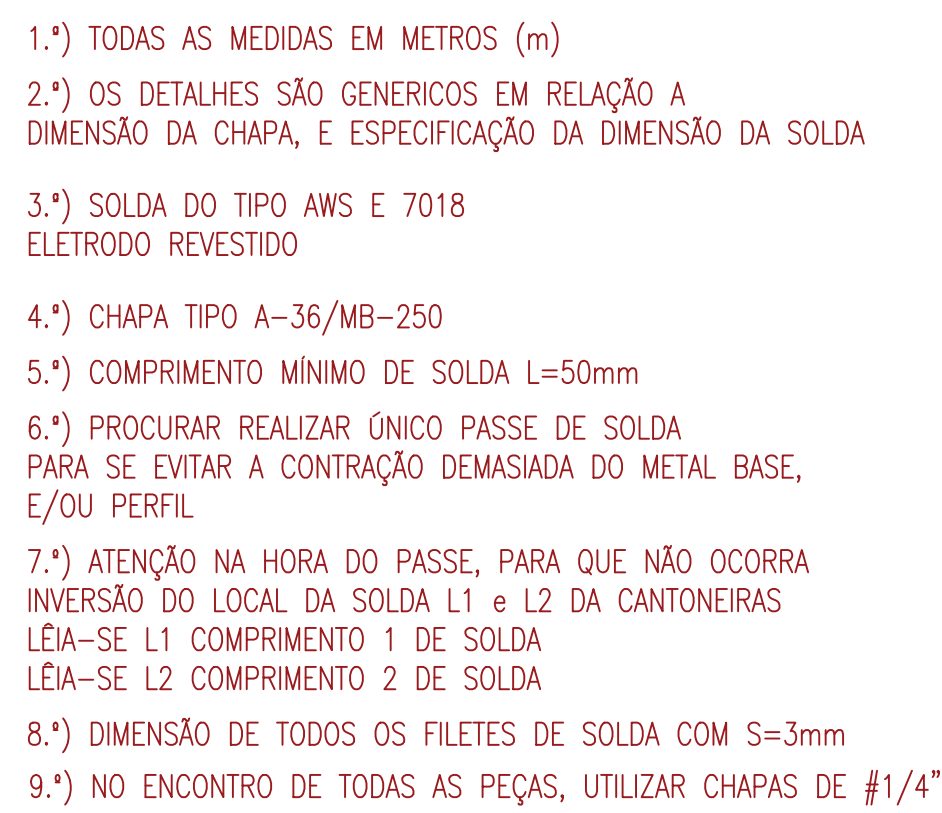 1.ª) TODAS AS MEDIDAS EM METROS (m)
2.ª) OS DETALHES SÃO GENERICOS EM RELAÇÃO A
DIMENSÃO DA CHAPA, E ESPECIFICAÇÃO DA DIMENSÃO DA SOLDA
3.ª) SOLDA DO TIPO AWS E 7018
ELETRODO REVESTIDO
4.ª) CHAPA TIPO A-36/MB-250
5.ª) COMPRIMENTO MÍNIMO DE SOLDA L=50mm
6.ª) PROCURAR REALIZAR ÚNICO PASSE DE SOLDA
PARA SE EVITAR A CONTRAÇÃO DEMASIADA DO METAL BASE,
E/OU PERFIL
7.ª) ATENÇÃO NA HORA DO PASSE, PARA QUE NÃO OCORRA
INVERSÃO DO LOCAL DA SOLDA L1 e L2 DA CANTONEIRAS
LÊIA-SE L1 COMPRIMENTO 1 DE SOLDA
LÊIA-SE L2 COMPRIMENTO 2 DE SOLDA
8.ª) DIMENSÃO DE TODOS OS FILETES DE SOLDA COM S=3mm
9.ª) NO ENCONTRO DE TODAS AS PEÇAS, UTILIZAR CHAPAS DE #1/4"